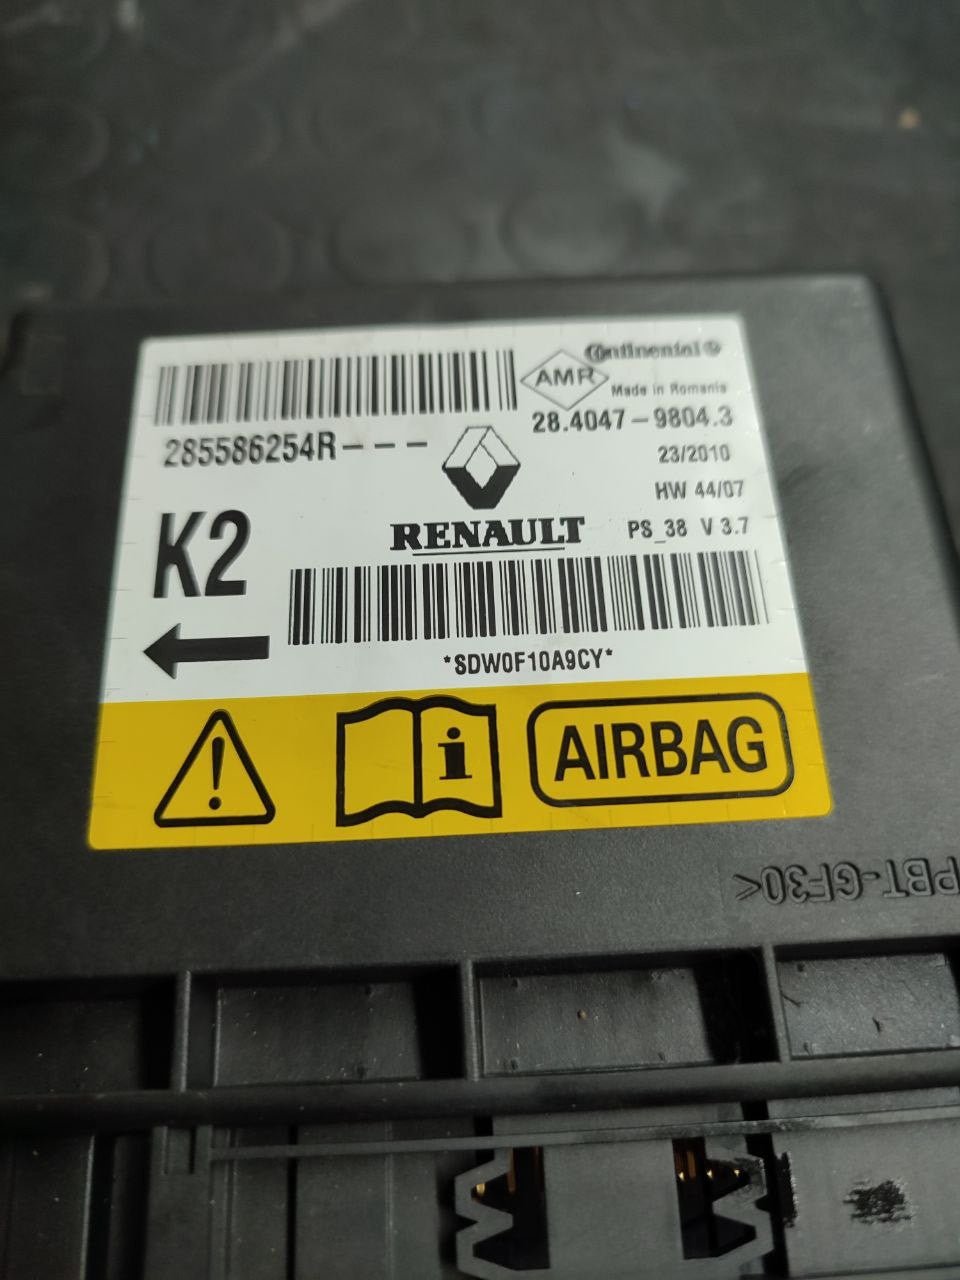 Continental
AMR
Made in Romania
285586254R---
28.4047-9804.3
23/2010
HW 44/07
RENAULT
PS_38 V 3.7
K2
*SDW0F10A9CY*
i
AIRBAG
PBT-GF30<